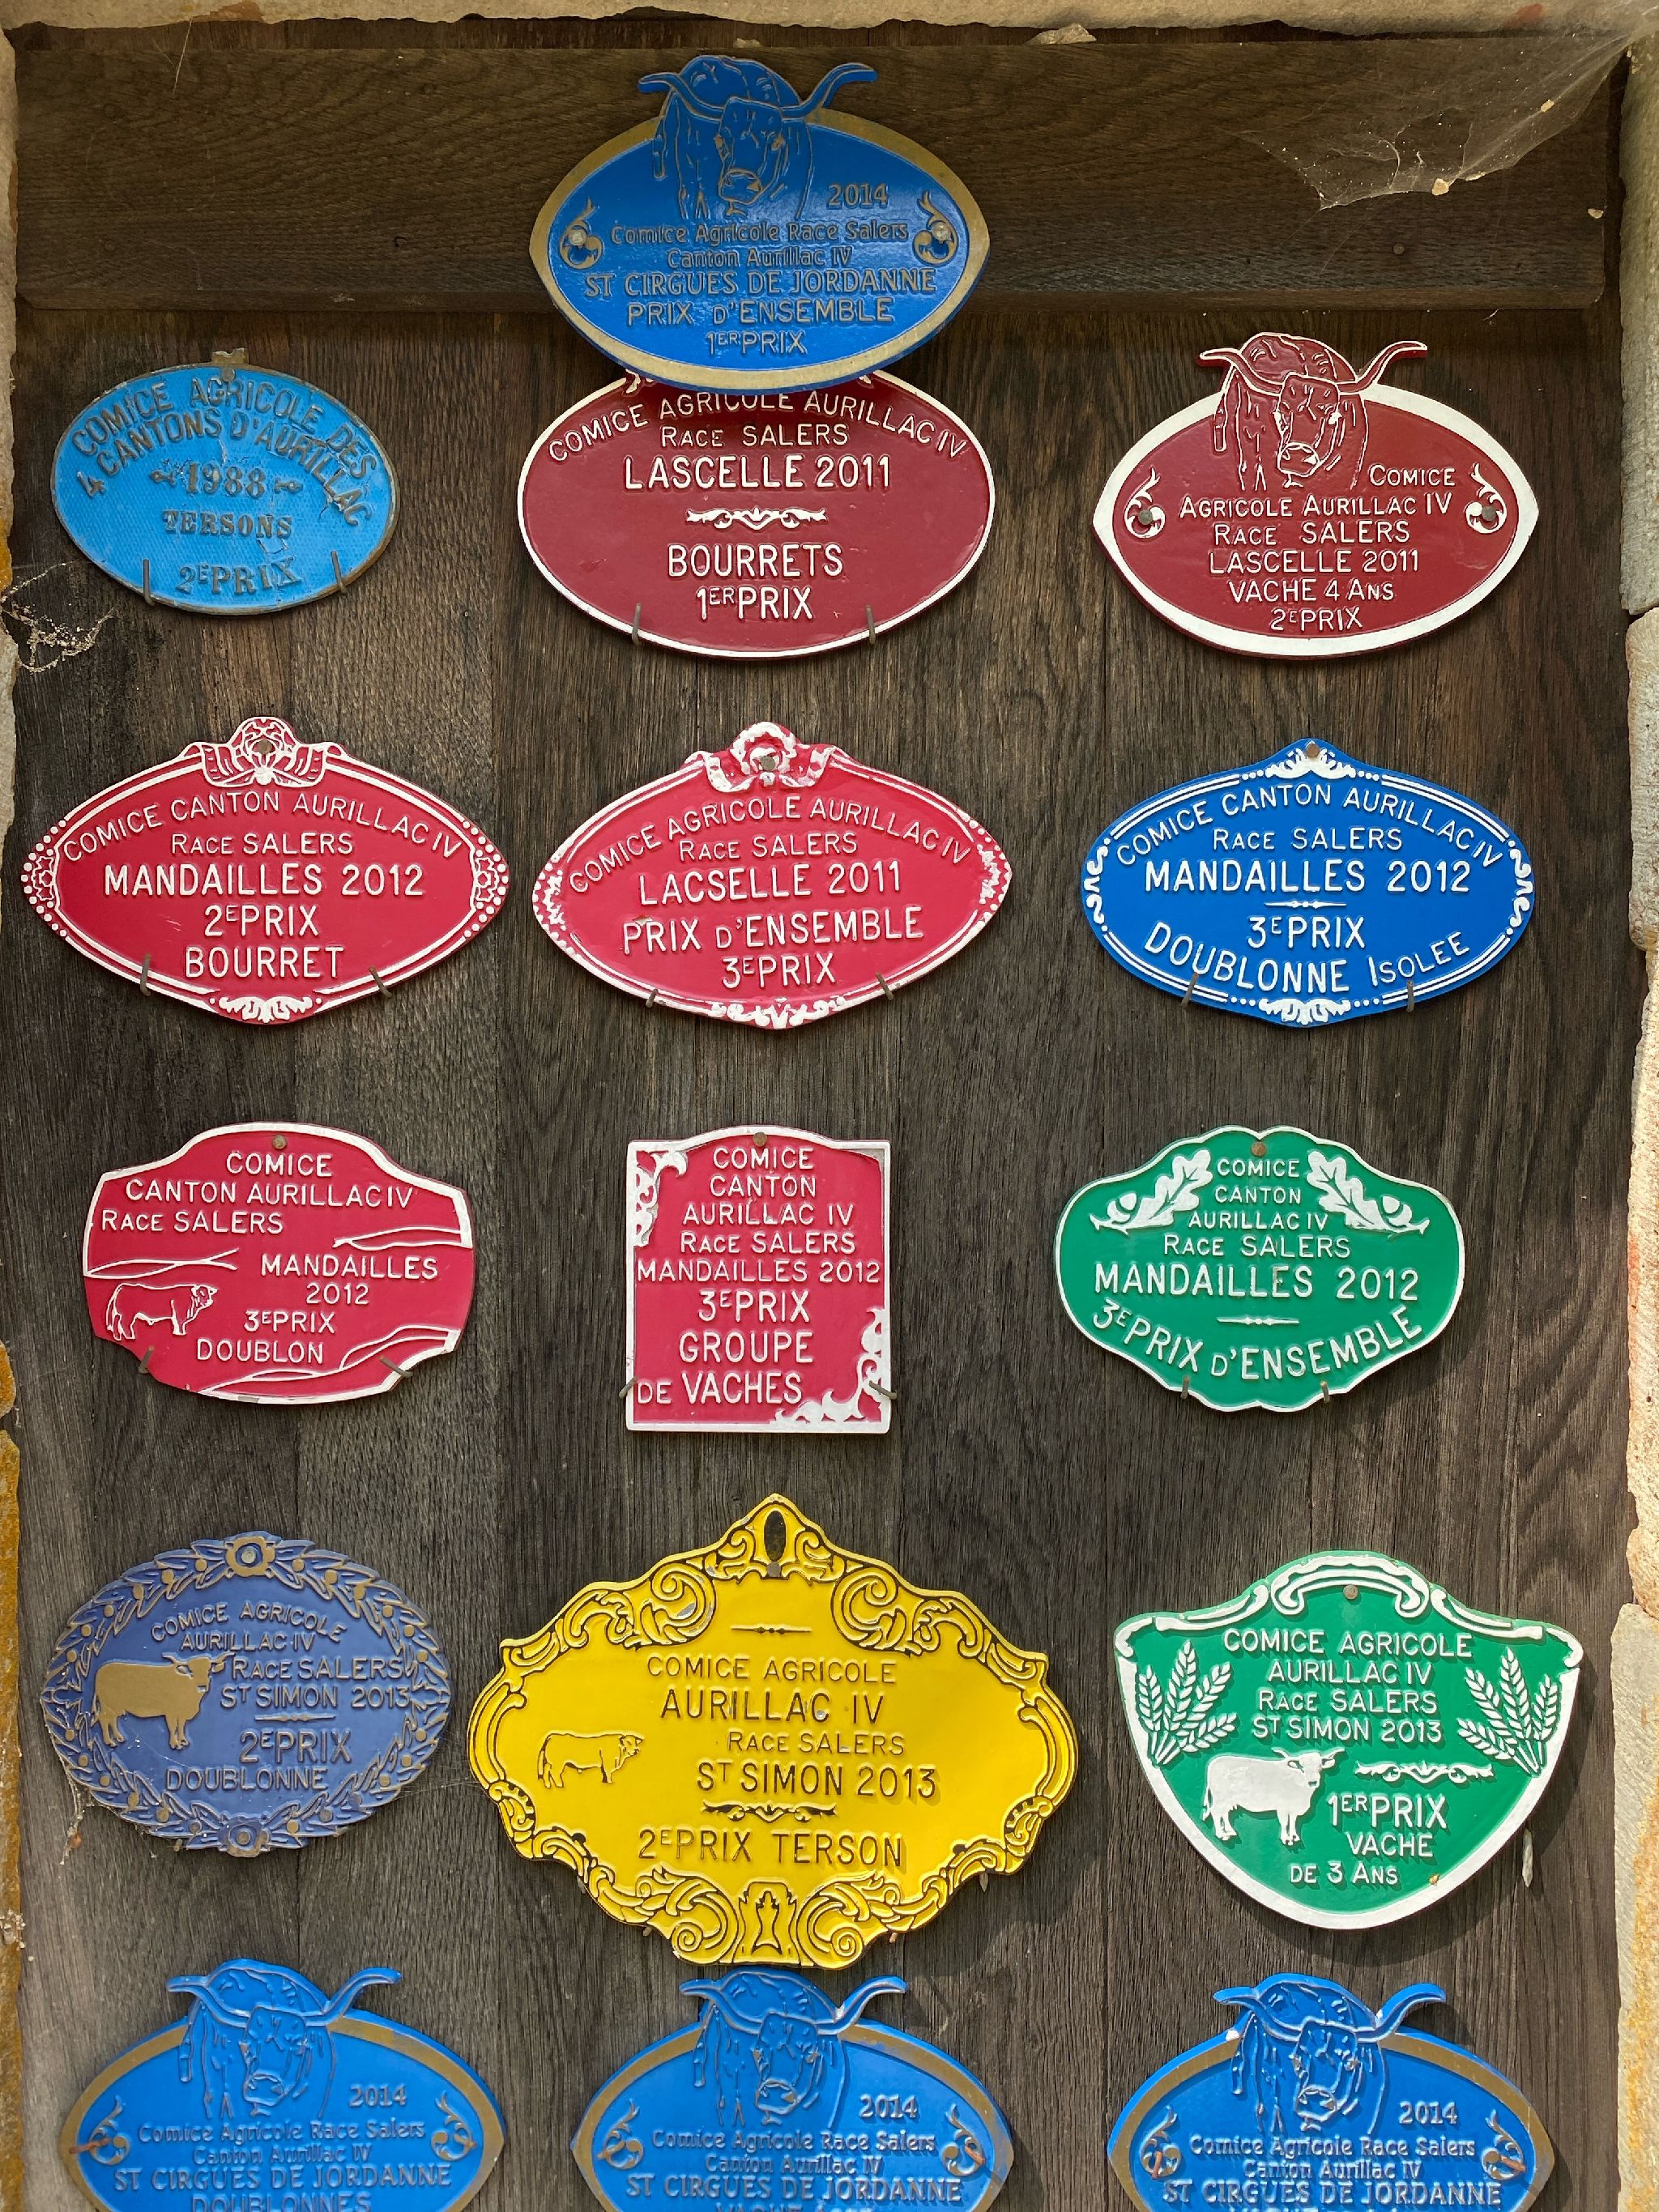 2014
Comice Agricole Race Salers
Canton Aurillac IV
ST CIRGUES DE JORDANNE
PRIX D'ENSEMBLE
1ER PRIX
COMICE AGRICOLE DES
4 CANTONS D'AURILLAC
1988
TERSONS
2E PRIX
COMICE AGRICOLE AURILLAC IV
RACE SALERS
LASCELLE 2011
BOURRETS
1ER PRIX
COMICE
AGRICOLE AURILLAC IV
RACE SALERS
LASCELLE 2011
VACHE 4 ANS
2E PRIX
COMICE CANTON AURILLAC IV
RACE SALERS
MANDAILLES 2012
2E PRIX
BOURRET
COMICE AGRICOLE AURILLAC IV
RACE SALERS
LACSELLE 2011
PRIX D'ENSEMBLE
3E PRIX
COMICE CANTON AURILLAC IV
RACE SALERS
MANDAILLES 2012
3E PRIX
DOUBLONNE ISOLEE
COMICE
CANTON AURILLAC IV
RACE SALERS
MANDAILLES
2012
3E PRIX
DOUBLON
COMICE
CANTON
AURILLAC IV
RACE SALERS
MANDAILLES 2012
3E PRIX
GROUPE
DE VACHES
COMICE
CANTON
AURILLAC IV
RACE SALERS
MANDAILLES 2012
3E PRIX D'ENSEMBLE
COMICE AGRICOLE
AURILLAC IV
RACE SALERS
ST SIMON 2013
2E PRIX
DOUBLONNE
COMICE AGRICOLE
AURILLAC IV
RACE SALERS
ST SIMON 2013
2E PRIX TERSON
COMICE AGRICOLE
AURILLAC IV
RACE SALERS
ST SIMON 2013
1ER PRIX
VACHE
DE 3 ANS
2014
Comice Agricole Race Salers
Canton Aurillac IV
ST CIRGUES DE JORDANNE
DOUBLONNES
2014
Comice Agricole Race Salers
Canton Aurillac IV
ST CIRGUES DE JORDANNE
2014
Comice Agricole Race Salers
Canton Aurillac IV
ST CIRGUES DE JORDANNE